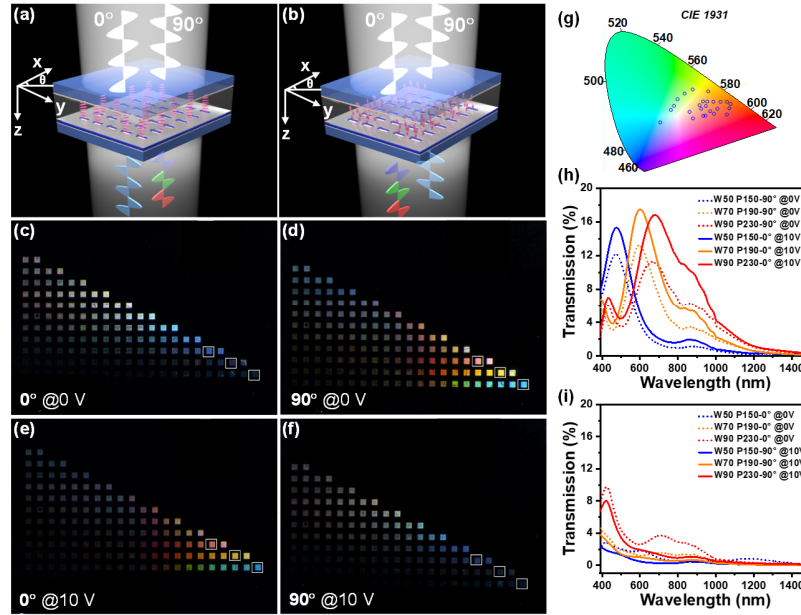 (a)
0°
90°
x
θ
y
z
(b)
0°
90°
x
θ
y
z
(c)
0° @0 V
(d)
90° @0 V
(e)
0° @10 V
(f)
90° @10 V
(g)
CIE 1931
520
540
560
500
580
600
620
480
460
(h)
Transmission (%)
20
16
12
8
4
0
W50 P150-90° @0V
W70 P190-90° @0V
W90 P230-90° @0V
W50 P150-0° @10V
W70 P190-0° @10V
W90 P230-0° @10V
400 600 800 1000 1200 1400
Wavelength (nm)
(i)
Transmission (%)
20
16
12
8
4
0
W50 P150-0° @0V
W70 P190-0° @0V
W90 P230-0° @0V
W50 P150-90° @10V
W70 P190-90° @10V
W90 P230-90° @10V
400 600 800 1000 1200 1400
Wavelength (nm)